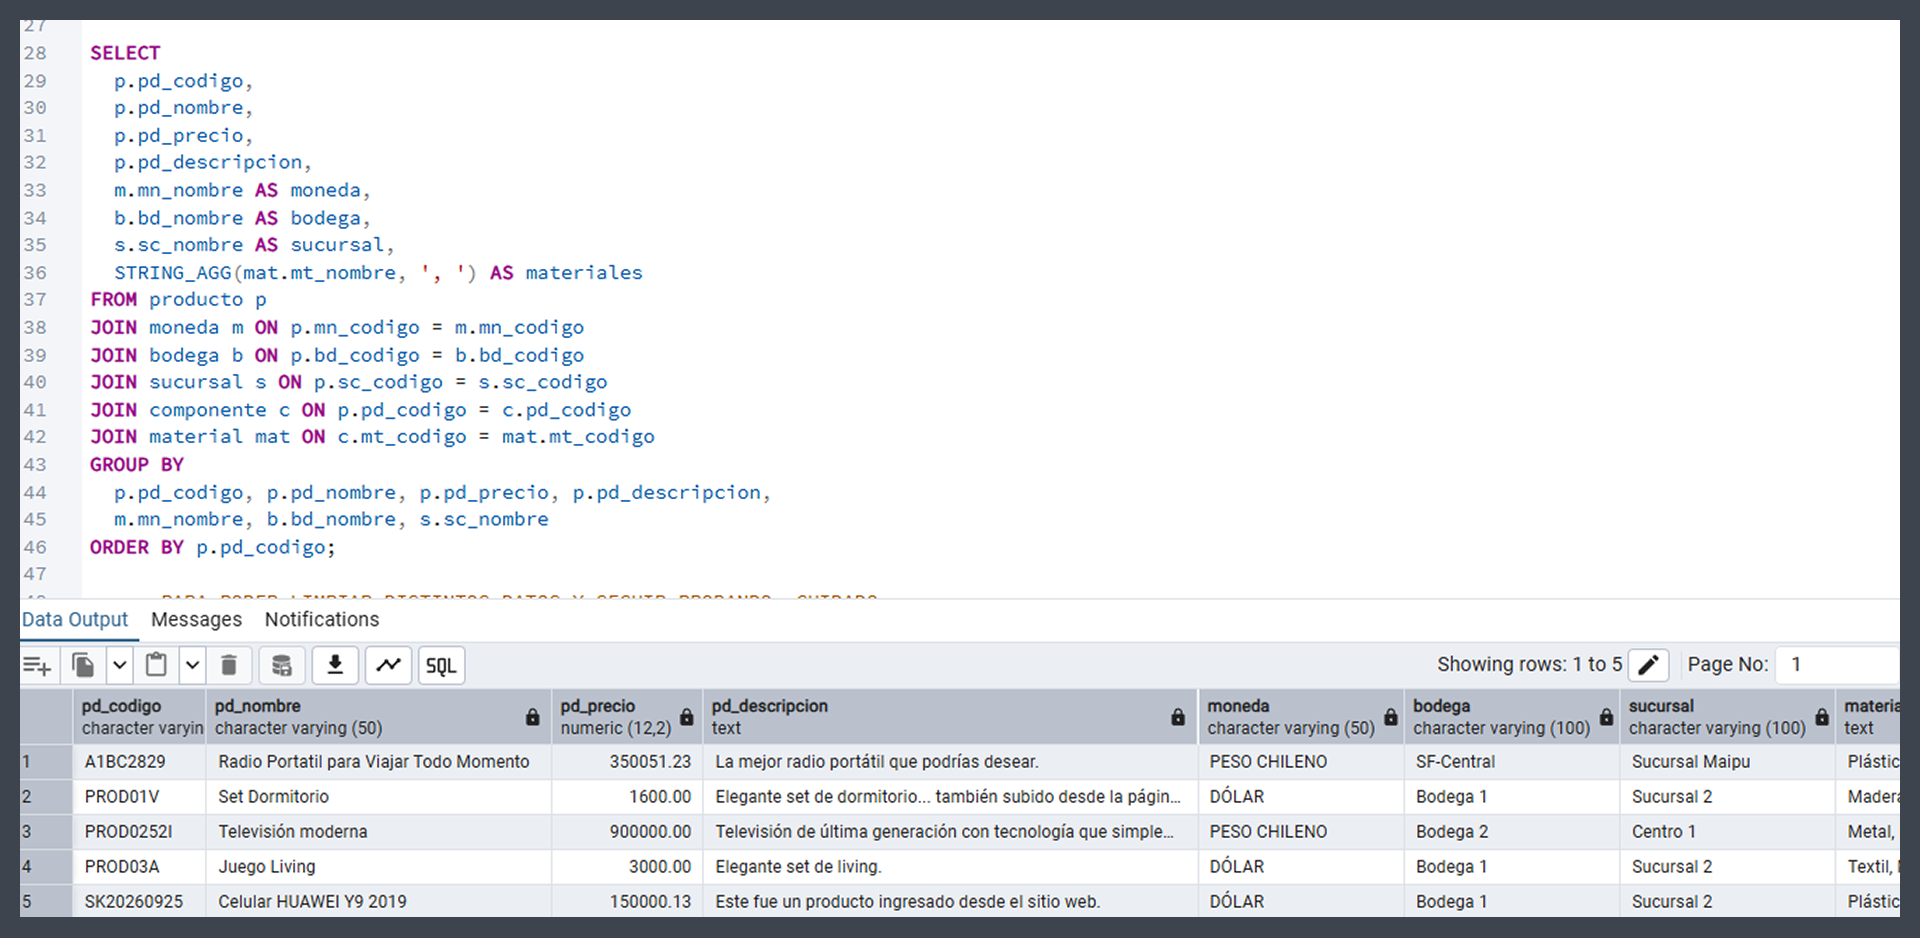 27
28 SELECT
29 p.pd_codigo,
30 p.pd_nombre,
31 p.pd_precio,
32 p.pd_descripcion,
33 m.mn_nombre AS moneda,
34 b.bd_nombre AS bodega,
35 s.sc_nombre AS sucursal,
36 STRING_AGG(mat.mt_nombre, ', ') AS materiales
37 FROM producto p
38 JOIN moneda m ON p.mn_codigo = m.mn_codigo
39 JOIN bodega b ON p.bd_codigo = b.bd_codigo
40 JOIN sucursal s ON p.sc_codigo = s.sc_codigo
41 JOIN componente c ON p.pd_codigo = c.pd_codigo
42 JOIN material mat ON c.mt_codigo = mat.mt_codigo
43 GROUP BY
44 p.pd_codigo, p.pd_nombre, p.pd_precio, p.pd_descripcion,
45 m.mn_nombre, b.bd_nombre, s.sc_nombre
46 ORDER BY p.pd_codigo;
47
Data Output Messages Notifications
SQL Showing rows: 1 to 5 Page No: 1
pd_codigo pd_nombre pd_precio pd_descripcion moneda bodega sucursal materia
character varyin character varying (50) numeric (12,2) text character varying (50) character varying (100) character varying (100) text
1 A1BC2829 Radio Portatil para Viajar Todo Momento 350051.23 La mejor radio portátil que podrías desear. PESO CHILENO SF-Central Sucursal Maipu Plástic
2 PROD01V Set Dormitorio 1600.00 Elegante set de dormitorio... también subido desde la págin... DÓLAR Bodega 1 Sucursal 2 Madera
3 PROD0252I Televisión moderna 900000.00 Televisión de última generación con tecnología que simple... PESO CHILENO Bodega 2 Centro 1 Metal,
4 PROD03A Juego Living 3000.00 Elegante set de living. DÓLAR Bodega 1 Sucursal 2 Textil,
5 SK20260925 Celular HUAWEI Y9 2019 150000.13 Este fue un producto ingresado desde el sitio web. DÓLAR Bodega 1 Sucursal 2 Plástic